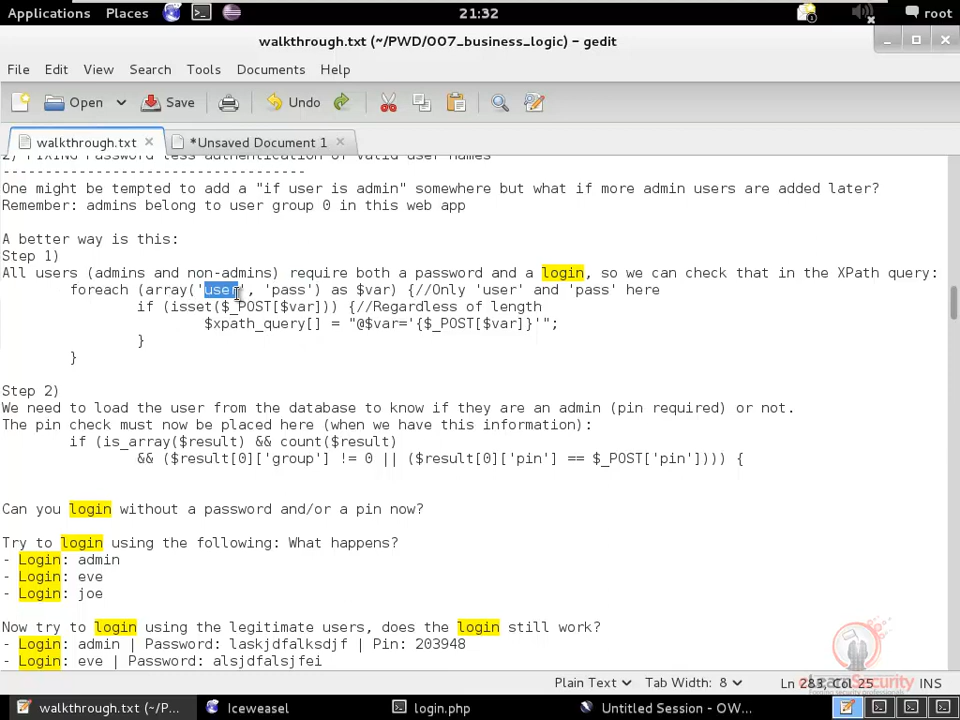 Applications Places 21:32 root
walkthrough.txt (~/PWD/007_business_logic) - gedit
File Edit View Search Tools Documents Help
Open Save Undo
walkthrough.txt *Unsaved Document 1
2) FIXING Password less authentication of valid user names
------------------------------------
One might be tempted to add a "if user is admin" somewhere but what if more admin users are added later?
Remember: admins belong to user group 0 in this web app
A better way is this:
Step 1)
All users (admins and non-admins) require both a password and a login, so we can check that in the XPath query:
foreach (array('user', 'pass') as $var) {//Only 'user' and 'pass' here
if (isset($_POST[$var])) {//Regardless of length
$xpath_query[] = "@$var='{$_POST[$var]}'";
}
}
Step 2)
We need to load the user from the database to know if they are an admin (pin required) or not.
The pin check must now be placed here (when we have this information):
if (is_array($result) && count($result)
&& ($result[0]['group'] != 0 || ($result[0]['pin'] == $_POST['pin']))) {
Can you login without a password and/or a pin now?
Try to login using the following: What happens?
- Login: admin
- Login: eve
- Login: joe
Now try to login using the legitimate users, does the login still work?
- Login: admin | Password: laskjdfalksdjf | Pin: 203948
- Login: eve | Password: alsjdfalsjfei
eLearnSecurity
Plain Text Tab Width: 8 Ln 283, Col 25 INS
walkthrough.txt (~/P... Iceweasel login.php Untitled Session - OW...